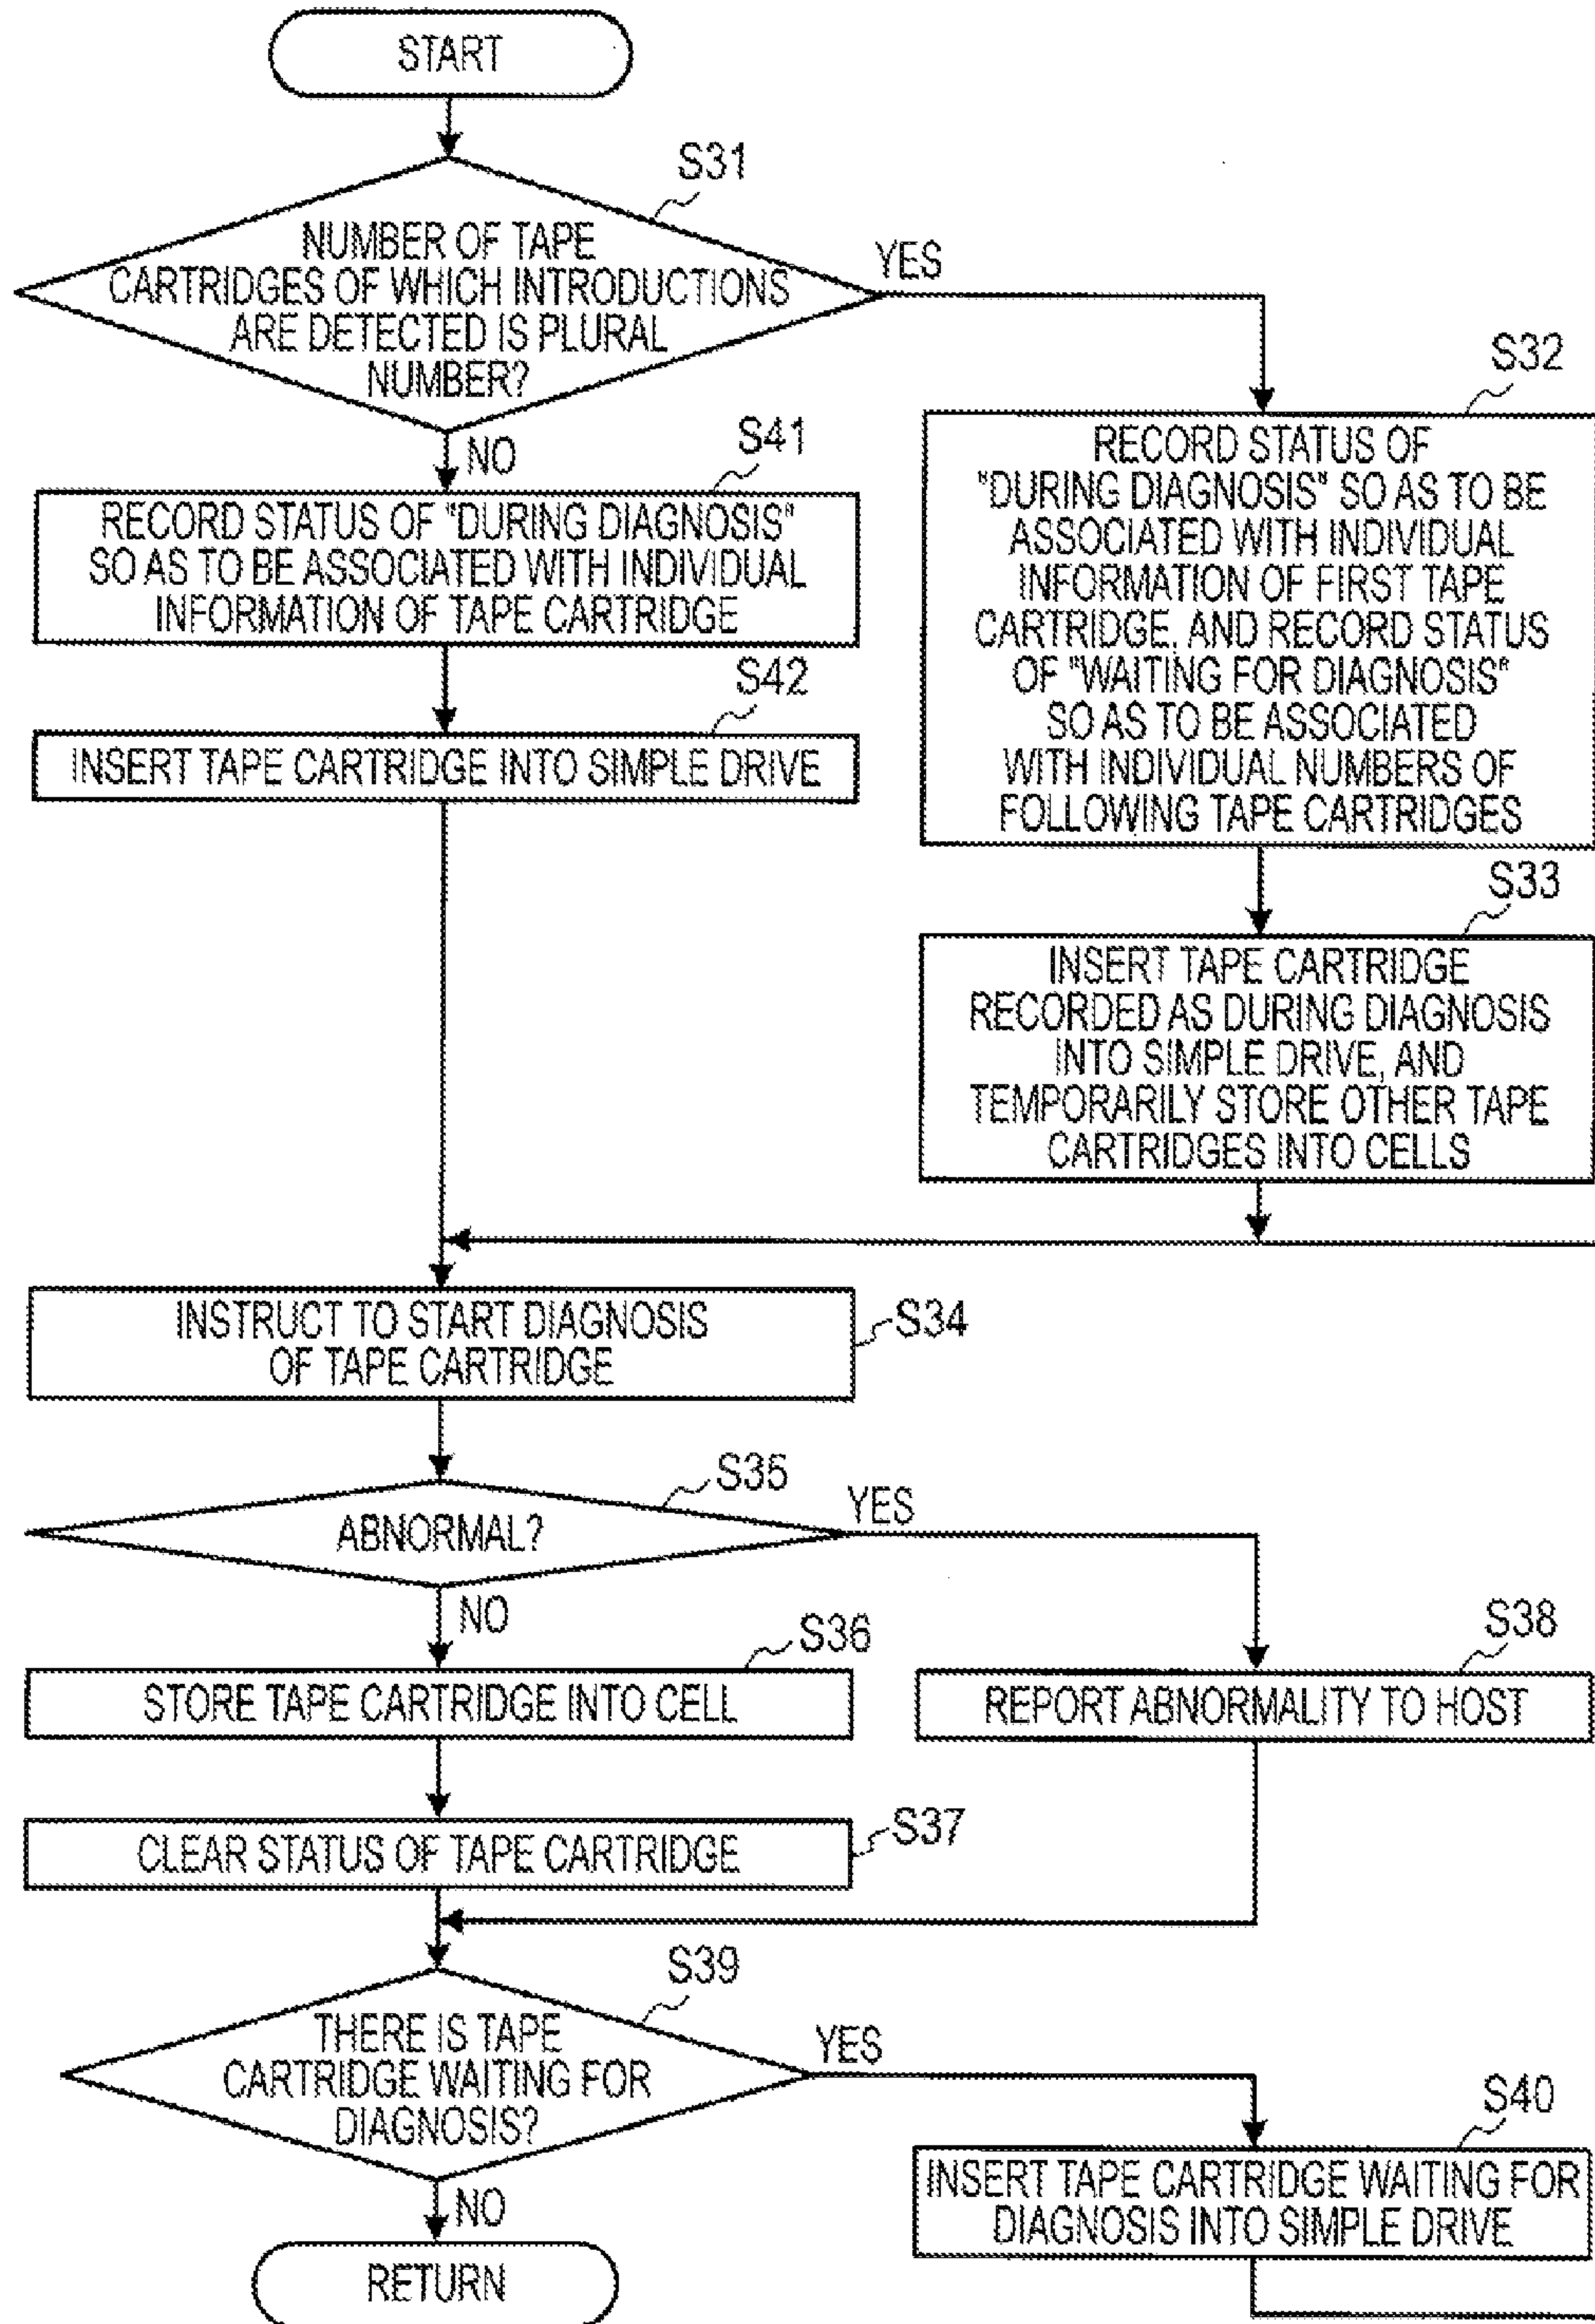 START
S31
NUMBER OF TAPE
CARTRIDGES OF WHICH INTRODUCTIONS
ARE DETECTED IS PLURAL
NUMBER?
YES
NO
S32
RECORD STATUS OF
"DURING DIAGNOSIS" SO AS TO BE
ASSOCIATED WITH INDIVIDUAL
INFORMATION OF FIRST TAPE
CARTRIDGE, AND RECORD STATUS
OF "WAITING FOR DIAGNOSIS"
SO AS TO BE ASSOCIATED
WITH INDIVIDUAL NUMBERS OF
FOLLOWING TAPE CARTRIDGES
S41
RECORD STATUS OF "DURING DIAGNOSIS"
SO AS TO BE ASSOCIATED WITH INDIVIDUAL
INFORMATION OF TAPE CARTRIDGE
S42
INSERT TAPE CARTRIDGE INTO SIMPLE DRIVE
S33
INSERT TAPE CARTRIDGE
RECORDED AS DURING DIAGNOSIS
INTO SIMPLE DRIVE, AND
TEMPORARILY STORE OTHER TAPE
CARTRIDGES INTO CELLS
INSTRUCT TO START DIAGNOSIS
OF TAPE CARTRIDGE
S34
S35
ABNORMAL?
YES
NO
S36
STORE TAPE CARTRIDGE INTO CELL
S38
REPORT ABNORMALITY TO HOST
CLEAR STATUS OF TAPE CARTRIDGE
S37
S39
THERE IS TAPE
CARTRIDGE WAITING FOR
DIAGNOSIS?
YES
NO
S40
INSERT TAPE CARTRIDGE WAITING FOR
DIAGNOSIS INTO SIMPLE DRIVE
RETURN